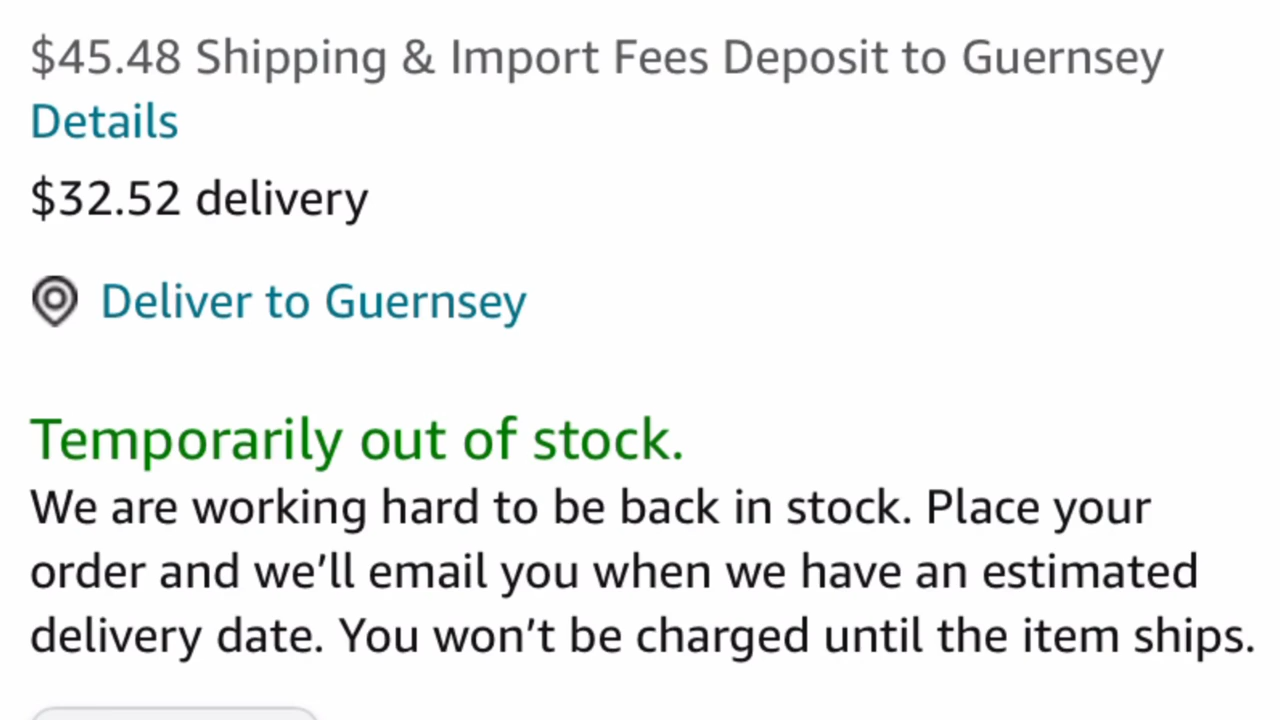 $45.48 Shipping & Import Fees Deposit to Guernsey
Details
$32.52 delivery
Deliver to Guernsey
Temporarily out of stock.
We are working hard to be back in stock. Place your
order and we’ll email you when we have an estimated
delivery date. You won’t be charged until the item ships.